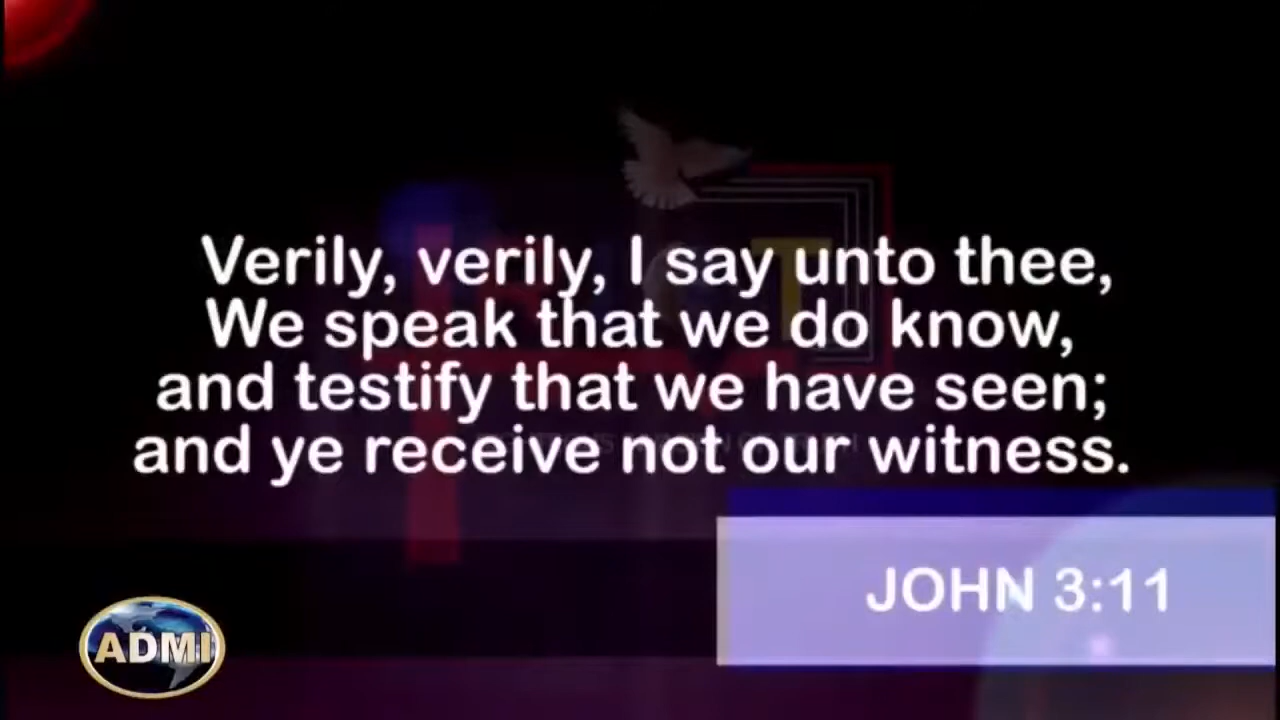 Verily, verily, I say unto thee,
We speak that we do know,
and testify that we have seen;
and ye receive not our witness.
JOHN 3:11
ADMI